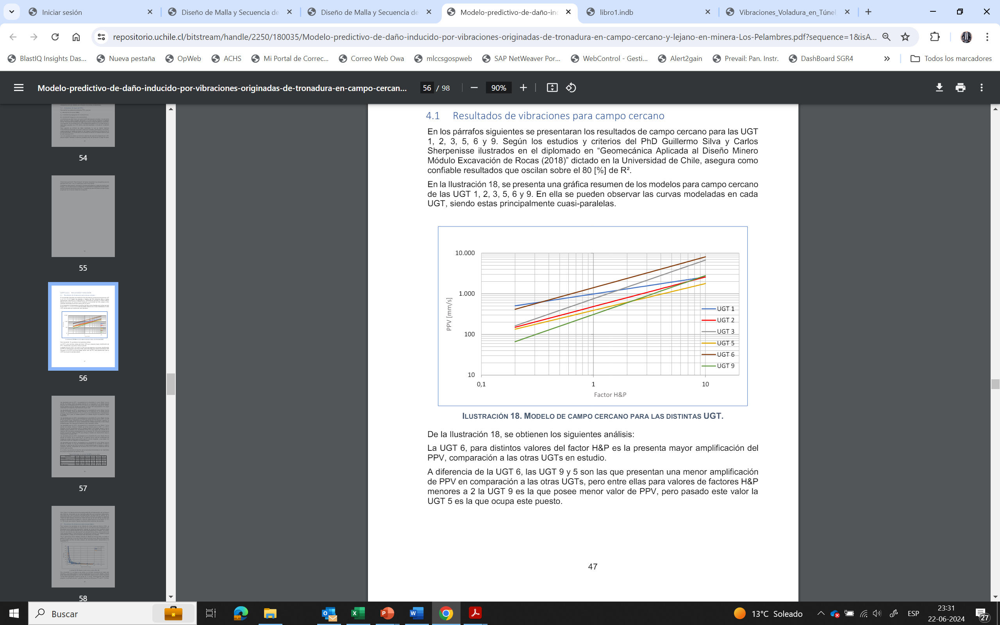 Iniciar sesión
Diseño de Malla y Secuencia de
Diseño de Malla y Secuencia de
Modelo-predictivo-de-daño-inc
libro1.indb
Vibraciones_Voladura_en_Túnel
repositorio.uchile.cl/bitstream/handle/2250/180035/Modelo-predictivo-de-daño-inducido-por-vibraciones-originadas-de-tronadura-en-campo-cercano-y-lejano-en-minera-Los-Pelambres.pdf?sequence=1&isA...
BlastIQ Insights Das...
Nueva pestaña
OpWeb
ACHS
Mi Portal de Correc...
Correo Web Owa
mlccsgospweb
SAP NetWeaver Por...
WebControl - Gesti...
Alert2gain
Prevail: Pan. Instr.
DashBoard SGR4
»
Todos los marcadores
Modelo-predictivo-de-daño-inducido-por-vibraciones-originadas-de-tronadura-en-campo-cercan...
56 / 98
90%
54
55
56
57
58
4.1 Resultados de vibraciones para campo cercano
En los párrafos siguientes se presentaran los resultados de campo cercano para las UGT
1, 2, 3, 5, 6 y 9. Según los estudios y criterios del PhD Guillermo Silva y Carlos
Sherpenisse ilustrados en el diplomado en “Geomecánica Aplicada al Diseño Minero
Módulo Excavación de Rocas (2018)” dictado en la Universidad de Chile, asegura como
confiable resultados que oscilan sobre el 80 [%] de R².
En la Ilustración 18, se presenta una gráfica resumen de los modelos para campo cercano
de las UGT 1, 2, 3, 5, 6 y 9. En ella se pueden observar las curvas modeladas en cada
UGT, siendo estas principalmente cuasi-paralelas.
10.000
1.000
100
10
PPV [mm/s]
0,1
1
10
Factor H&P
UGT 1
UGT 2
UGT 3
UGT 5
UGT 6
UGT 9
ILUSTRACIÓN 18. MODELO DE CAMPO CERCANO PARA LAS DISTINTAS UGT.
De la Ilustración 18, se obtienen los siguientes análisis:
La UGT 6, para distintos valores del factor H&P es la presenta mayor amplificación del
PPV, comparación a las otras UGTs en estudio.
A diferencia de la UGT 6, las UGT 9 y 5 son las que presentan una menor amplificación
de PPV en comparación a las otras UGTs, pero entre ellas para valores de factores H&P
menores a 2 la UGT 9 es la que posee menor valor de PPV, pero pasado este valor la
UGT 5 es la que ocupa este puesto.
47
Buscar
13°C Soleado
ESP
23:31
22-06-2024
27